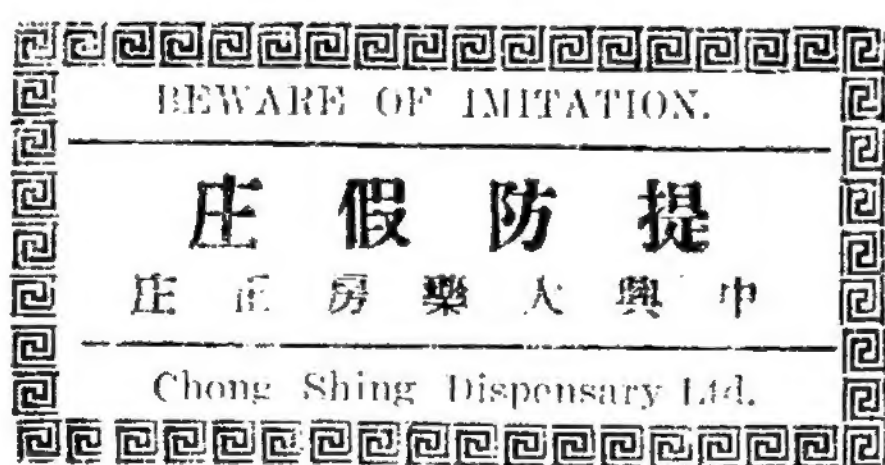 BEWARE OF IMITATION.
提防假庄
中興大藥房正庄
Chong Shing Dispensary Ltd.